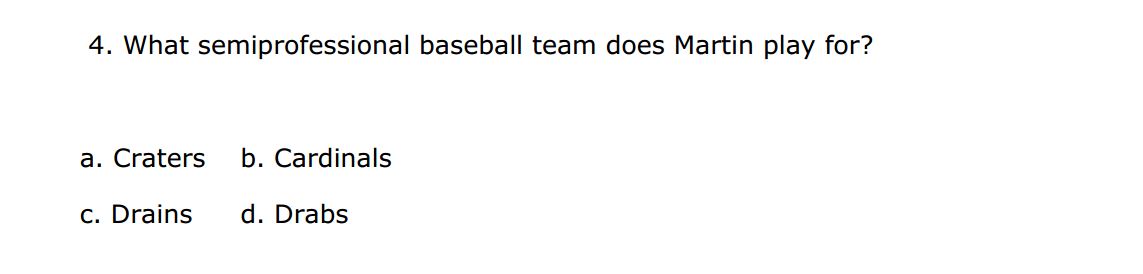 4. What semiprofessional baseball team does Martin play for?
a. Craters b. Cardinals
c. Drains d. Drabs